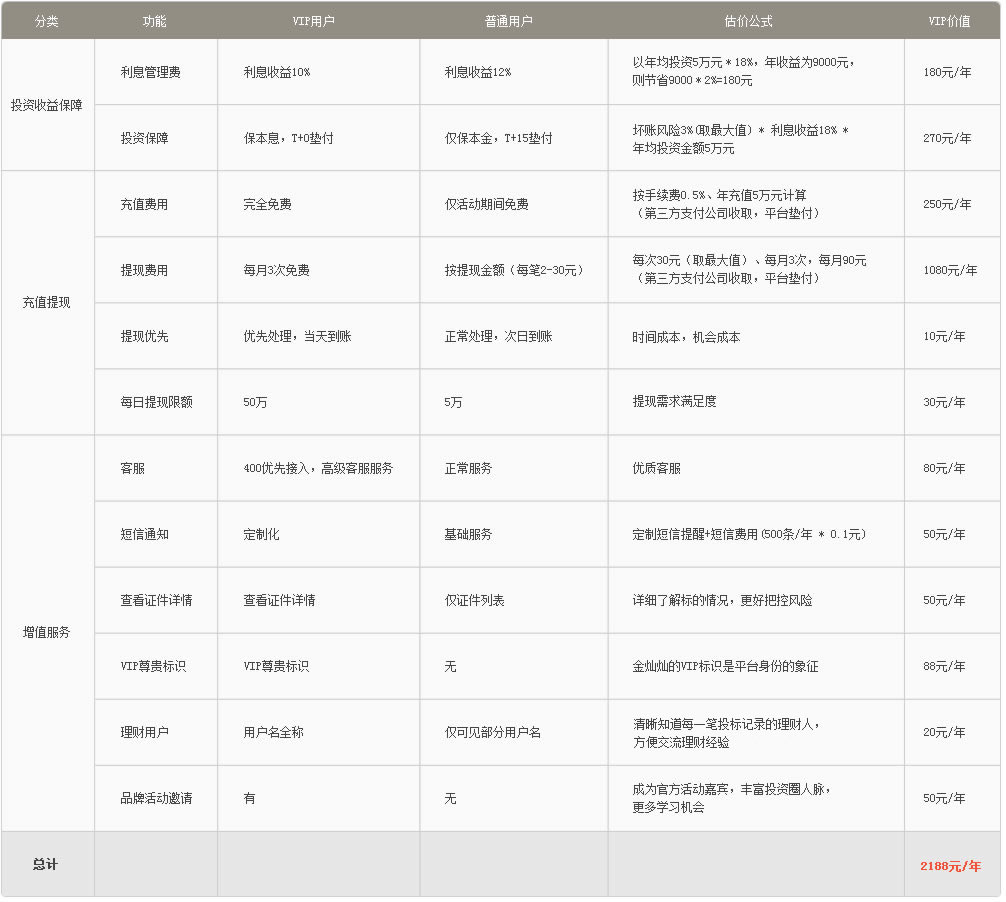 分类 功能 VIP用户 普通用户 估价公式 VIP价值
投资收益保障
利息管理费 利息收益10% 利息收益12% 以年均投资5万元＊18%，年收益为9000元，
则节省9000＊2%=180元 180元/年
投资保障 保本息，T+0垫付 仅保本金，T+15垫付 坏账风险3%(取最大值）＊ 利息收益18% ＊
年均投资金额5万元 270元/年
充值提现
充值费用 完全免费 仅活动期间免费 按手续费0.5%、年充值5万元计算
（第三方支付公司收取，平台垫付） 250元/年
提现费用 每月3次免费 按提现金额（每笔2-30元） 每次30元（取最大值）、每月3次，每月90元
（第三方支付公司收取，平台垫付） 1080元/年
提现优先 优先处理，当天到账 正常处理，次日到账 时间成本，机会成本 10元/年
每日提现限额 50万 5万 提现需求满足度 30元/年
增值服务
客服 400优先接入，高级客服服务 正常服务 优质客服 80元/年
短信通知 定制化 基础服务 定制短信提醒+短信费用(500条/年 * 0.1元） 50元/年
查看证件详情 查看证件详情 仅证件列表 详细了解标的情况，更好把控风险 50元/年
VIP尊贵标识 VIP尊贵标识 无 金灿灿的VIP标识是平台身份的象征 88元/年
理财用户 用户名全称 仅可见部分用户名 清晰知道每一笔投标记录的理财人，
方便交流理财经验 20元/年
品牌活动邀请 有 无 成为官方活动嘉宾，丰富投资圈人脉，
更多学习机会 50元/年
总计 2188元/年